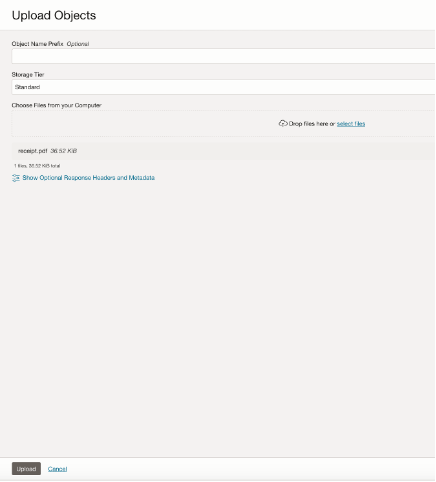 Upload Objects
Object Name Prefix Optional
Storage Tier
Standard
Choose Files from your Computer
Drop files here or select files
receipt.pdf 36.52 KiB
1 files, 36.52 KiB total
Show Optional Response Headers and Metadata
Upload Cancel